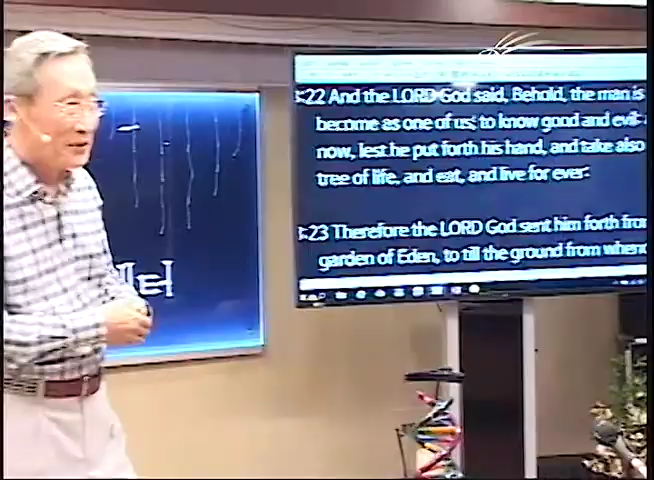 22 And the LORD God said, Behold, the man is
become as one of us, to know good and evil:
now, lest he put forth his hand, and take also
tree of life, and eat, and live for ever:
23 Therefore the LORD God sent him forth from
garden of Eden, to till the ground from whence